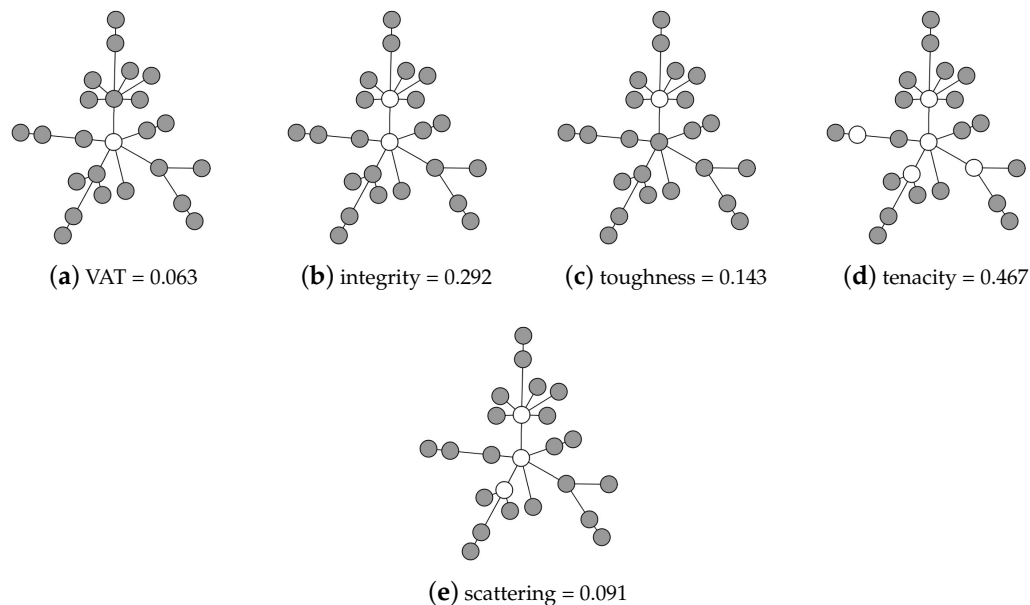 (a) VAT = 0.063
(b) integrity = 0.292
(c) toughness = 0.143
(d) tenacity = 0.467
(e) scattering = 0.091